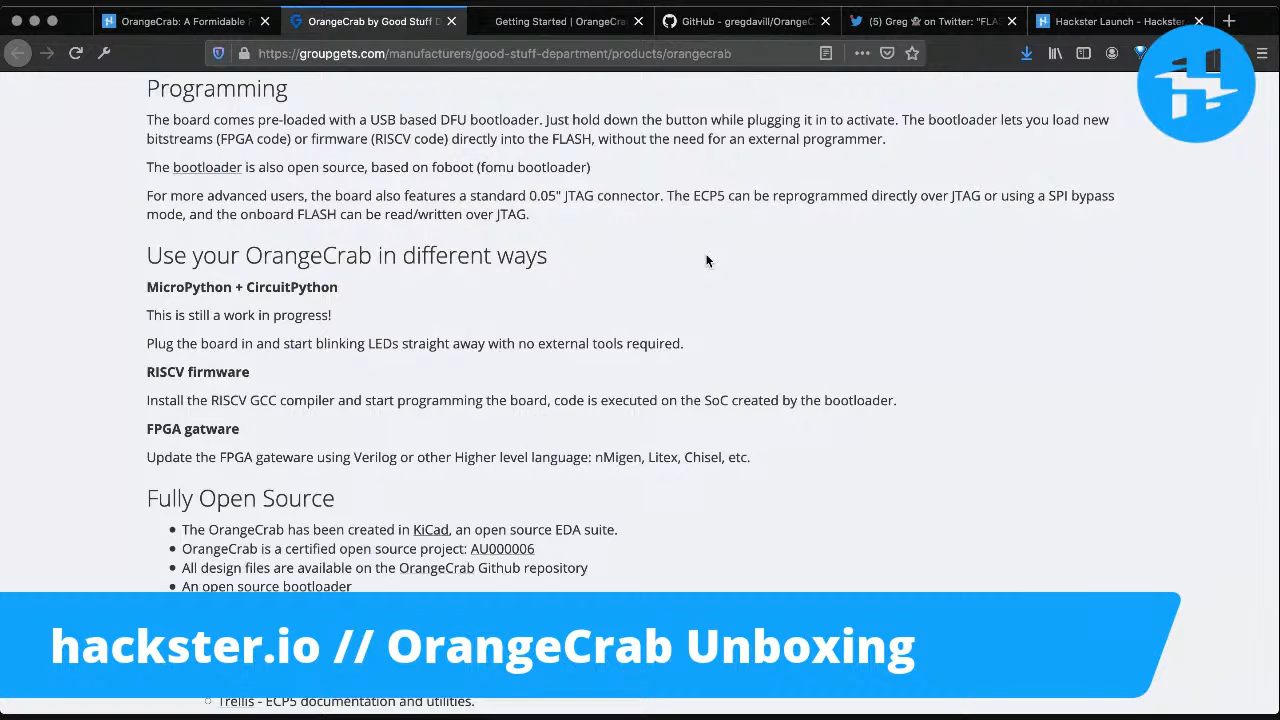 OrangeCrab: A Formidable F
OrangeCrab by Good Stuff D
Getting Started | OrangeCra
GitHub - gregdavill/OrangeC
(5) Greg on Twitter: "FLAS
Hackster Launch - Hackster
https://groupgets.com/manufacturers/good-stuff-department/products/orangecrab
Programming
The board comes pre-loaded with a USB based DFU bootloader. Just hold down the button while plugging it in to activate. The bootloader lets you load new
bitstreams (FPGA code) or firmware (RISCV code) directly into the FLASH, without the need for an external programmer.
The bootloader is also open source, based on foboot (fomu bootloader)
For more advanced users, the board also features a standard 0.05" JTAG connector. The ECP5 can be reprogrammed directly over JTAG or using a SPI bypass
mode, and the onboard FLASH can be read/written over JTAG.
Use your OrangeCrab in different ways
MicroPython + CircuitPython
This is still a work in progress!
Plug the board in and start blinking LEDs straight away with no external tools required.
RISCV firmware
Install the RISCV GCC compiler and start programming the board, code is executed on the SoC created by the bootloader.
FPGA gatware
Update the FPGA gateware using Verilog or other Higher level language: nMigen, Litex, Chisel, etc.
Fully Open Source
The OrangeCrab has been created in KiCad, an open source EDA suite.
OrangeCrab is a certified open source project: AU000006
All design files are available on the OrangeCrab Github repository
An open source bootloader
hackster.io // OrangeCrab Unboxing
Trellis - ECP5 documentation and utilities.